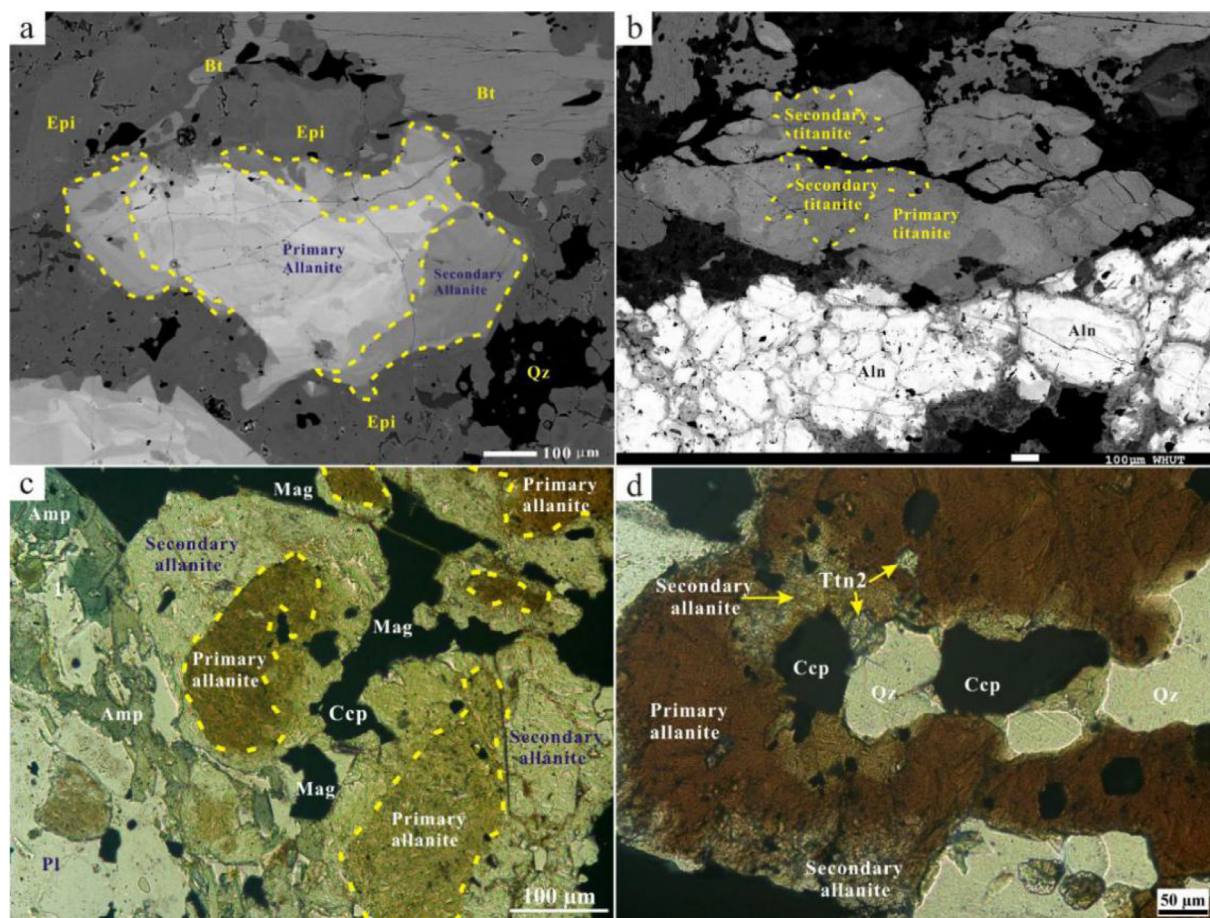 a
Bt
Epi
Epi
Bt
Primary
Allanite
Secondary
Allanite
Qz
Epi
100 μm
b
Secondary
titanite
Secondary
titanite
Primary
titanite
Aln
Aln
100μm WHUT
c
Amp
Mag
Primary
allanite
Secondary
allanite
Mag
Primary
allanite
Amp
Ccp
Secondary
allanite
Mag
Primary
allanite
Pl
100 μm
d
Ttn2
Secondary
allanite
Ccp
Qz
Ccp
Qz
Primary
allanite
Secondary
allanite
50 μm